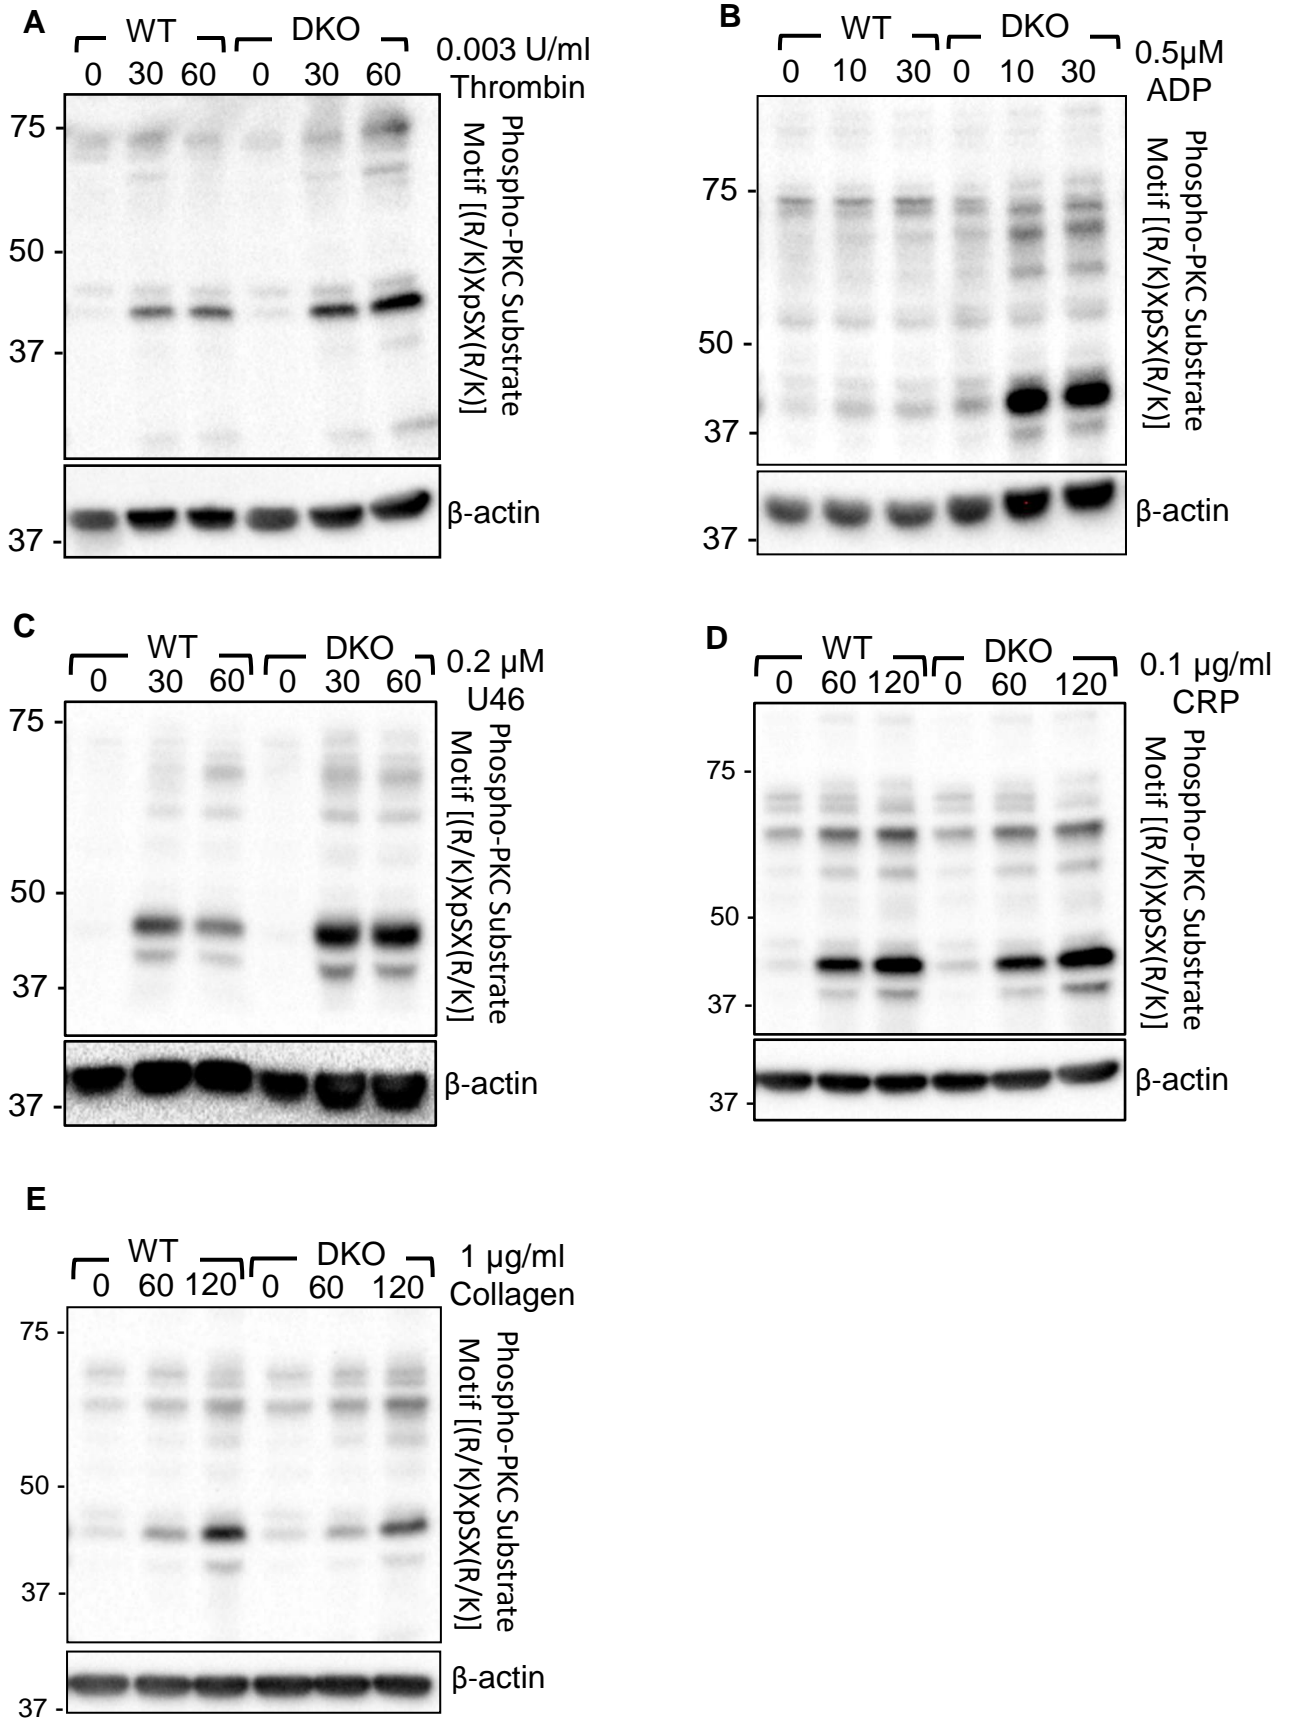 A
WT DKO
0 30 60 0 30 60
0.003 U/ml
Thrombin
75 -
50 -
37 -
Phospho-PKC Substrate
Motif [(R/K)XpSX(R/K)]
β-actin
37 -
B
WT DKO
0 10 30 0 10 30
0.5µM
ADP
75 -
50 -
37 -
Phospho-PKC Substrate
Motif [(R/K)XpSX(R/K)]
β-actin
37 -
C
WT DKO
0 30 60 0 30 60
0.2 µM
U46
75 -
50 -
37 -
Phospho-PKC Substrate
Motif [(R/K)XpSX(R/K)]
β-actin
37 -
D
WT DKO
0 60 120 0 60 120
0.1 µg/ml
CRP
75 -
50 -
37 -
Phospho-PKC Substrate
Motif [(R/K)XpSX(R/K)]
β-actin
37 -
E
WT DKO
0 60 120 0 60 120
1 µg/ml
Collagen
75 -
50 -
37 -
Phospho-PKC Substrate
Motif [(R/K)XpSX(R/K)]
β-actin
37 -